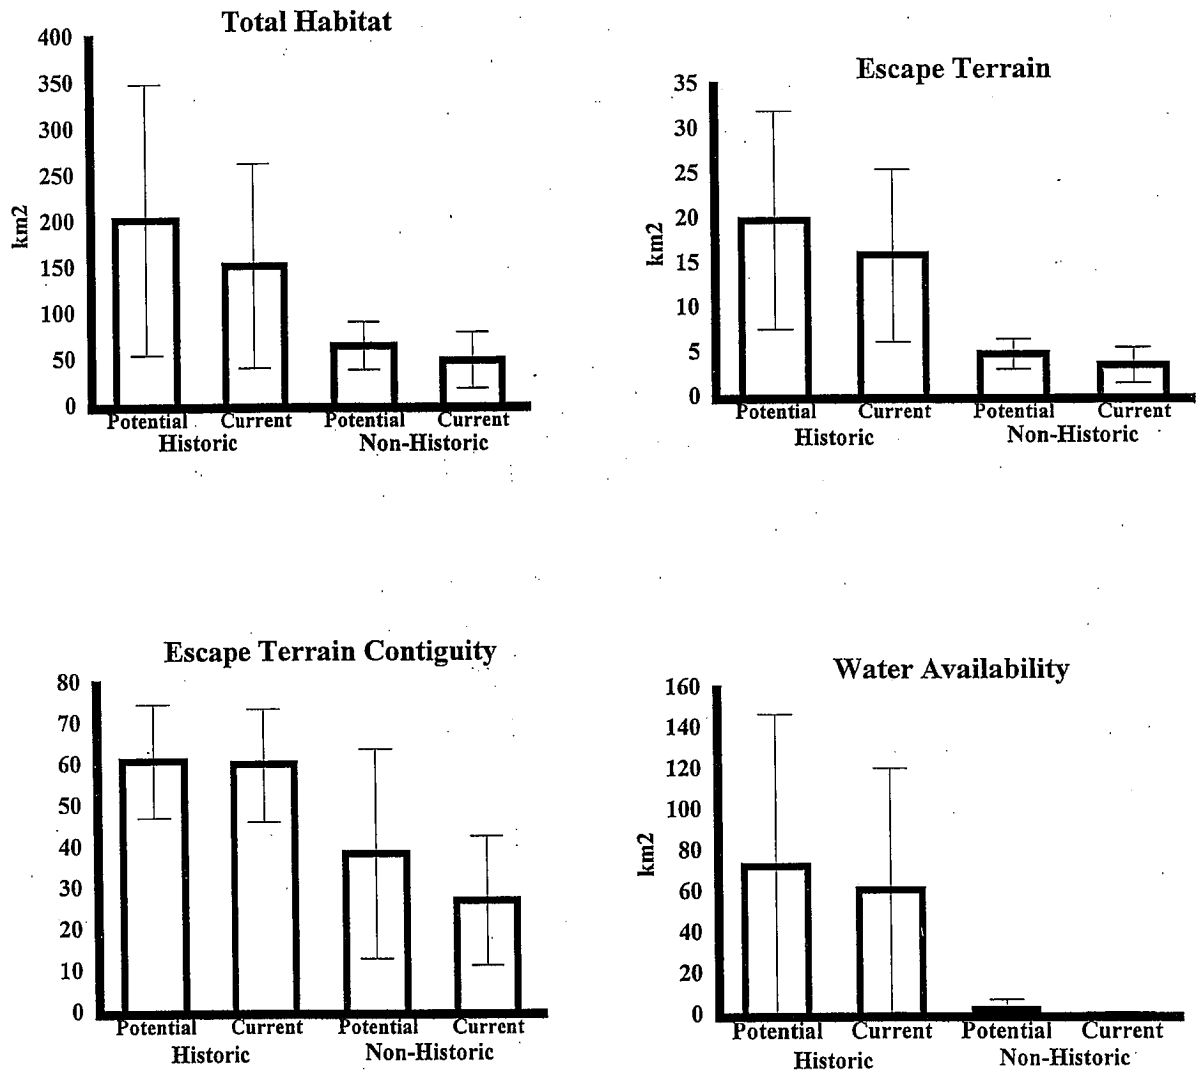 Total Habitat
400
350
300
250
200
150
100
50
0
km2
Potential Current Potential Current
Historic Non-Historic
Escape Terrain
35
30
25
20
15
10
5
0
km2
Potential Current Potential Current
Historic Non-Historic
Escape Terrain Contiguity
80
70
60
50
40
30
20
10
0
Potential Current Potential Current
Historic Non-Historic
Water Availability
160
140
120
100
80
60
40
20
0
km2
Potential Current Potential Current
Historic Non-Historic